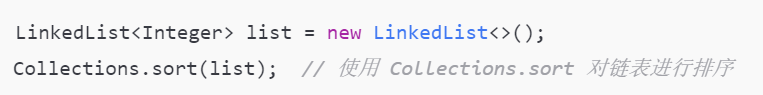 LinkedList<Integer> list = new LinkedList<>();
Collections.sort(list);  // 使用 Collections.sort 对链表进行排序